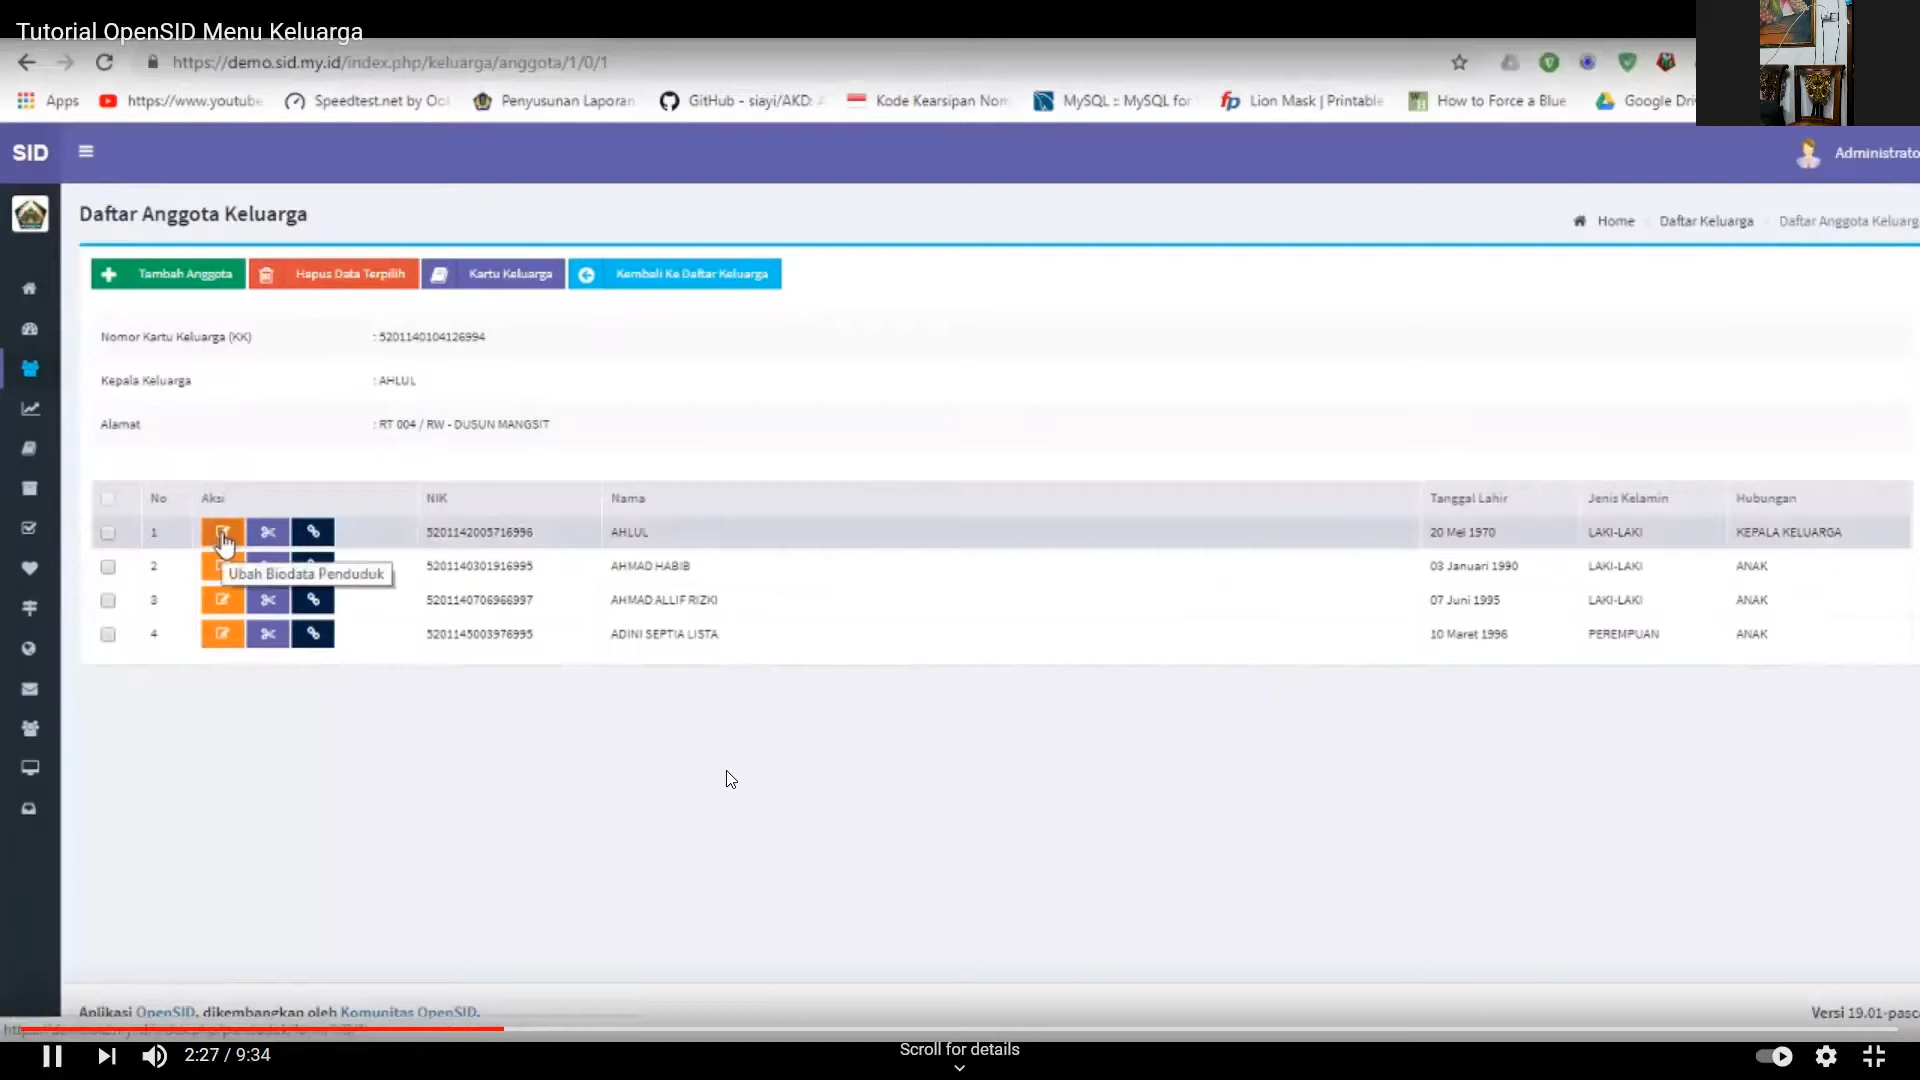 Tutorial OpenSID Menu Keluarga
https://demo.sid.my.id/index.php/keluarga/anggota/1/0/1
Apps https://www.youtube Speedtest.net by Ook Penyusunan Laporan GitHub - siayi/AKD: Kode Kearsipan Nom MySQL :: MySQL for Lion Mask | Printable How to Force a Blue Google Dri
SID Administrato
Daftar Anggota Keluarga
Home Daftar Keluarga Daftar Anggota Keluarg
Tambah Anggota Hapus Data Terpilih Kartu Keluarga Kembali Ke Daftar Keluarga
Nomor Kartu Keluarga (KK) : 5201140104126994
Kepala Keluarga : AHLUL
Alamat : RT 004 / RW - DUSUN MANGSIT
No Aksi NIK Nama Tanggal Lahir Jenis Kelamin Hubungan
1 5201142005716996 AHLUL 20 Mei 1970 LAKI-LAKI KEPALA KELUARGA
2 5201140301916995 AHMAD HABIB 03 Januari 1990 LAKI-LAKI ANAK
Ubah Biodata Penduduk
3 5201140706966997 AHMAD ALLIF RIZKI 07 Juni 1995 LAKI-LAKI ANAK
4 5201145003976995 ADINI SEPTIA LISTA 10 Maret 1996 PEREMPUAN ANAK
Aplikasi OpenSID, dikembangkan oleh Komunitas OpenSID.
Versi 19.01-pasc
2:27 / 9:34
Scroll for details